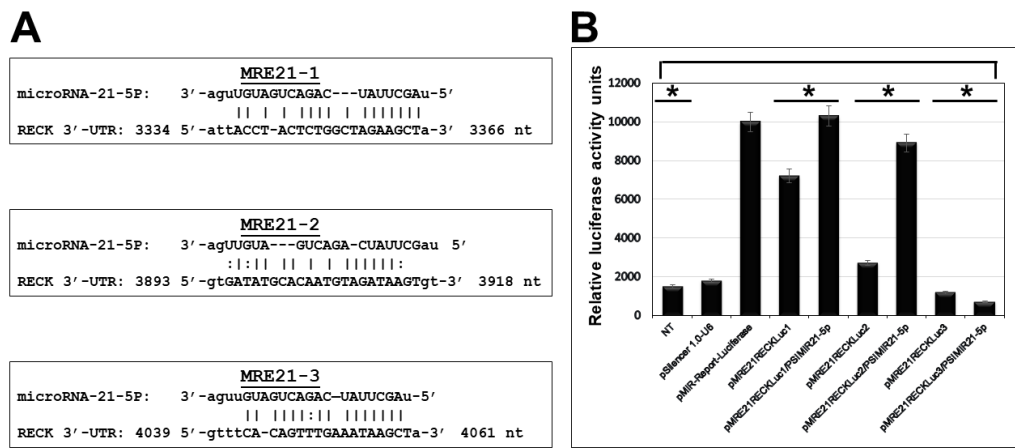 A
MRE21-1
microRNA-21-5P: 3’-aguUGUAGUCAGAC---UAUUCGAu-5’
|| | | |||| | |||||||
RECK 3’-UTR: 3334 5’-attACCT-ACTCTGGCTAGAAGCTa-3’ 3366 nt
MRE21-2
microRNA-21-5P: 3’-agUUGUA---GUCAGA-CUAUUCGau 5’
:|:|| || | | ||||||:
RECK 3’-UTR: 3893 5’-gtGATATGCACAATGTAGATAAGTgt-3’ 3918 nt
MRE21-3
microRNA-21-5P: 3’-aguuGUAGUCAGAC—UAUUCGAu-5’
|| ||||:|| |||||||
RECK 3’-UTR: 4039 5’-gtttCA-CAGTTTGAAATAAGCTa-3’ 4061 nt
B
Relative luciferase activity units
12000
10000
8000
6000
4000
2000
0
* * * *
NT
pSilencer 1.0-U6
pMIR-Report-Luciferase
pMRE21RECKLuc1
pMRE21RECKLuc1/PSIMIR21-5p
pMRE21RECKLuc2
pMRE21RECKLuc2/PSIMIR21-5p
pMRE21RECKLuc3
pMRE21RECKLuc3/PSIMIR21-5p